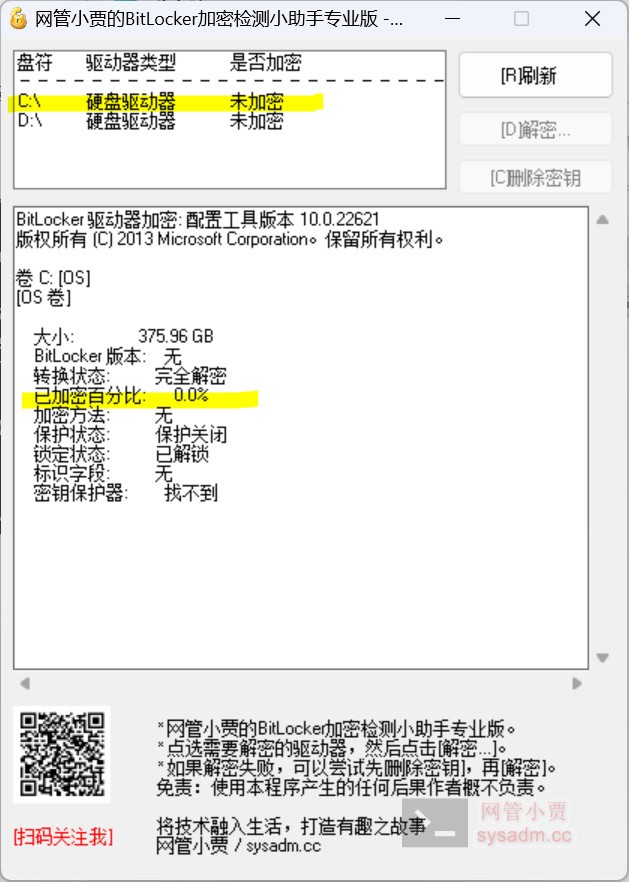 网管小贾的BitLocker加密检测小助手专业版 -...
盘符 驱动器类型 是否加密
- - - - - - - - - - - - - - - - - - - - - - - - - - - - - - - - - - - -
C:\ 硬盘驱动器 未加密
D:\ 硬盘驱动器 未加密
[R]刷新
[D]解密...
[C]删除密钥
BitLocker 驱动器加密: 配置工具版本 10.0.22621
版权所有 (C) 2013 Microsoft Corporation。保留所有权利。
卷 C: [OS]
[OS 卷]
大小: 375.96 GB
BitLocker 版本: 无
转换状态: 完全解密
已加密百分比: 0.0%
加密方法: 无
保护状态: 保护关闭
锁定状态: 已解锁
标识字段: 无
密钥保护器: 找不到
*网管小贾的BitLocker加密检测小助手专业版。
*点选需要解密的驱动器，然后点击[解密...]。
*如果解密失败，可以尝试先删除密钥]，再[解密]。
免责：使用本程序产生的任何后果作者概不负责。
将技术融入生活，打造有趣之故事
网管小贾 / sysadm.cc
[扫码关注我]
网管小贾
sysadm.cc